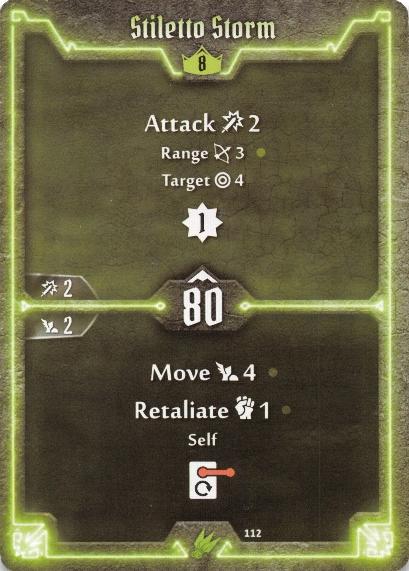 Stiletto Storm
8
Attack 2
Range 3
Target 4
1
2
80
2
Move 4
Retaliate 1
Self
112